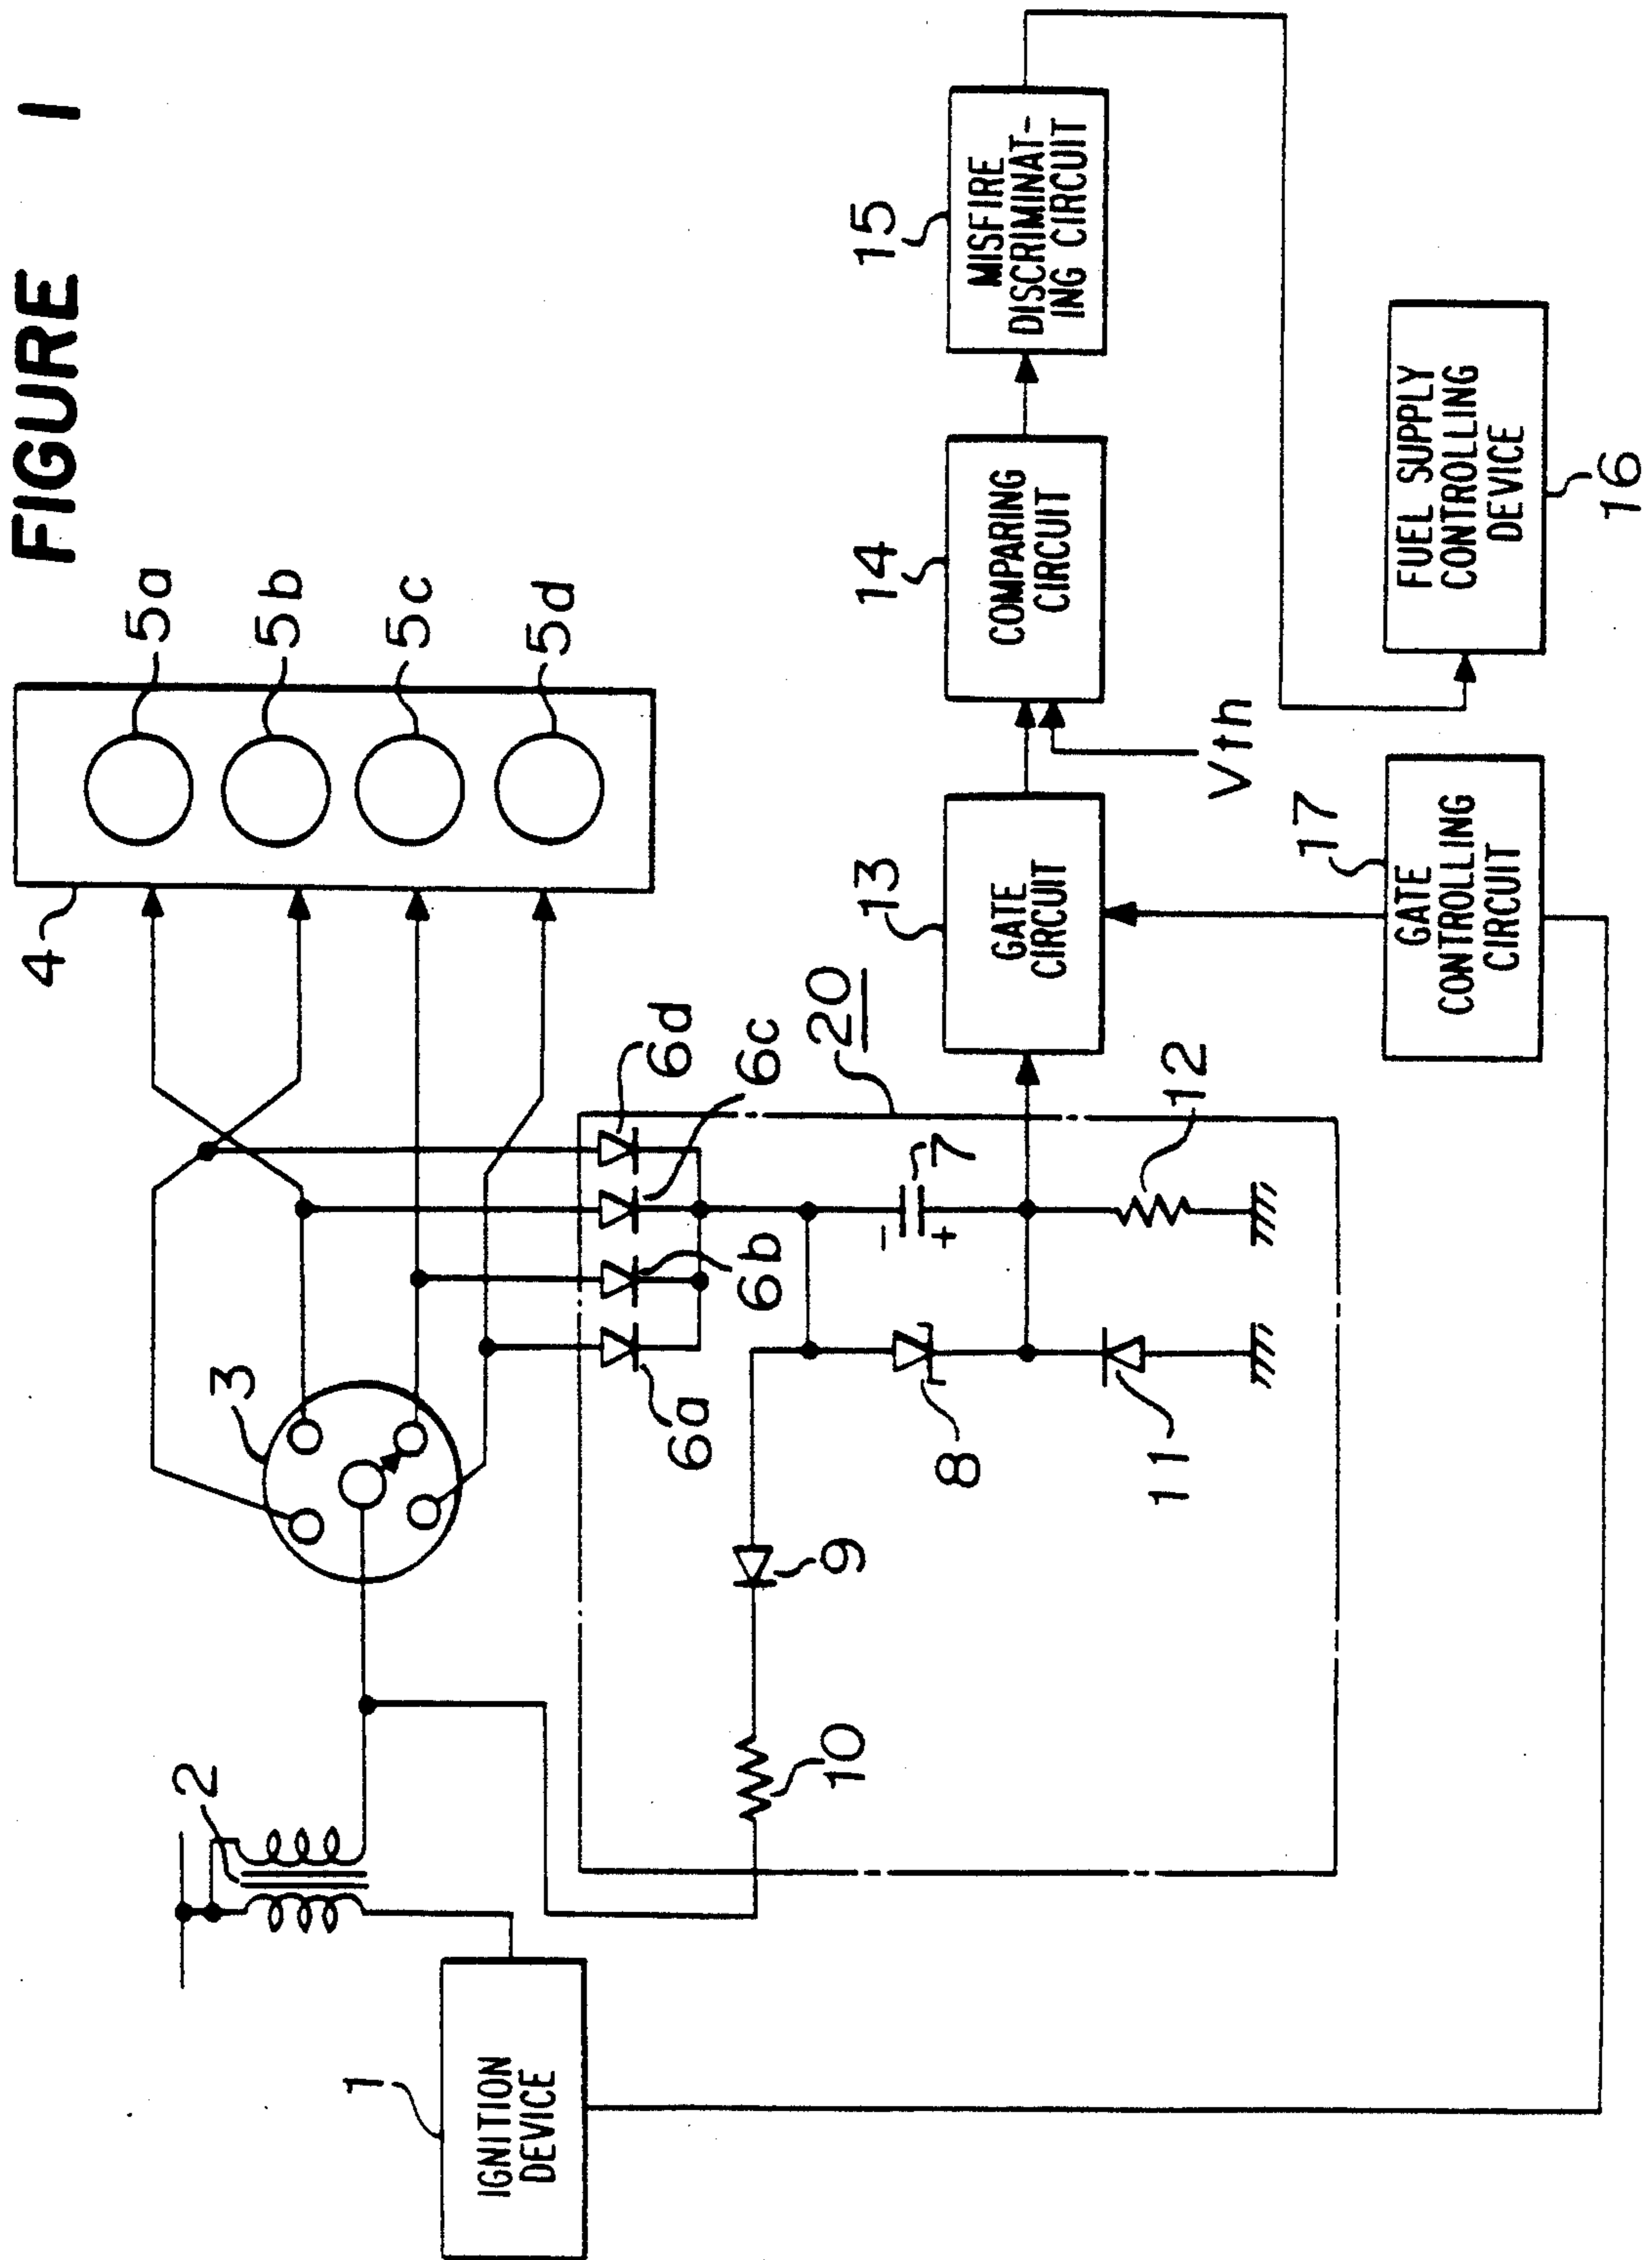 FIGURE 1
2
3
4
5a
5b
5c
5d
1
IGNITION
DEVICE
10
9
6a
6b
6c
6d
8
11
-
+
7
12
20
13
GATE
CIRCUIT
14
COMPARING
CIRCUIT
15
MISFIRE
DISCRIMINAT-
ING CIRCUIT
Vth
17
GATE
CONTROLLING
CIRCUIT
FUEL SUPPLY
CONTROLLING
DEVICE
16